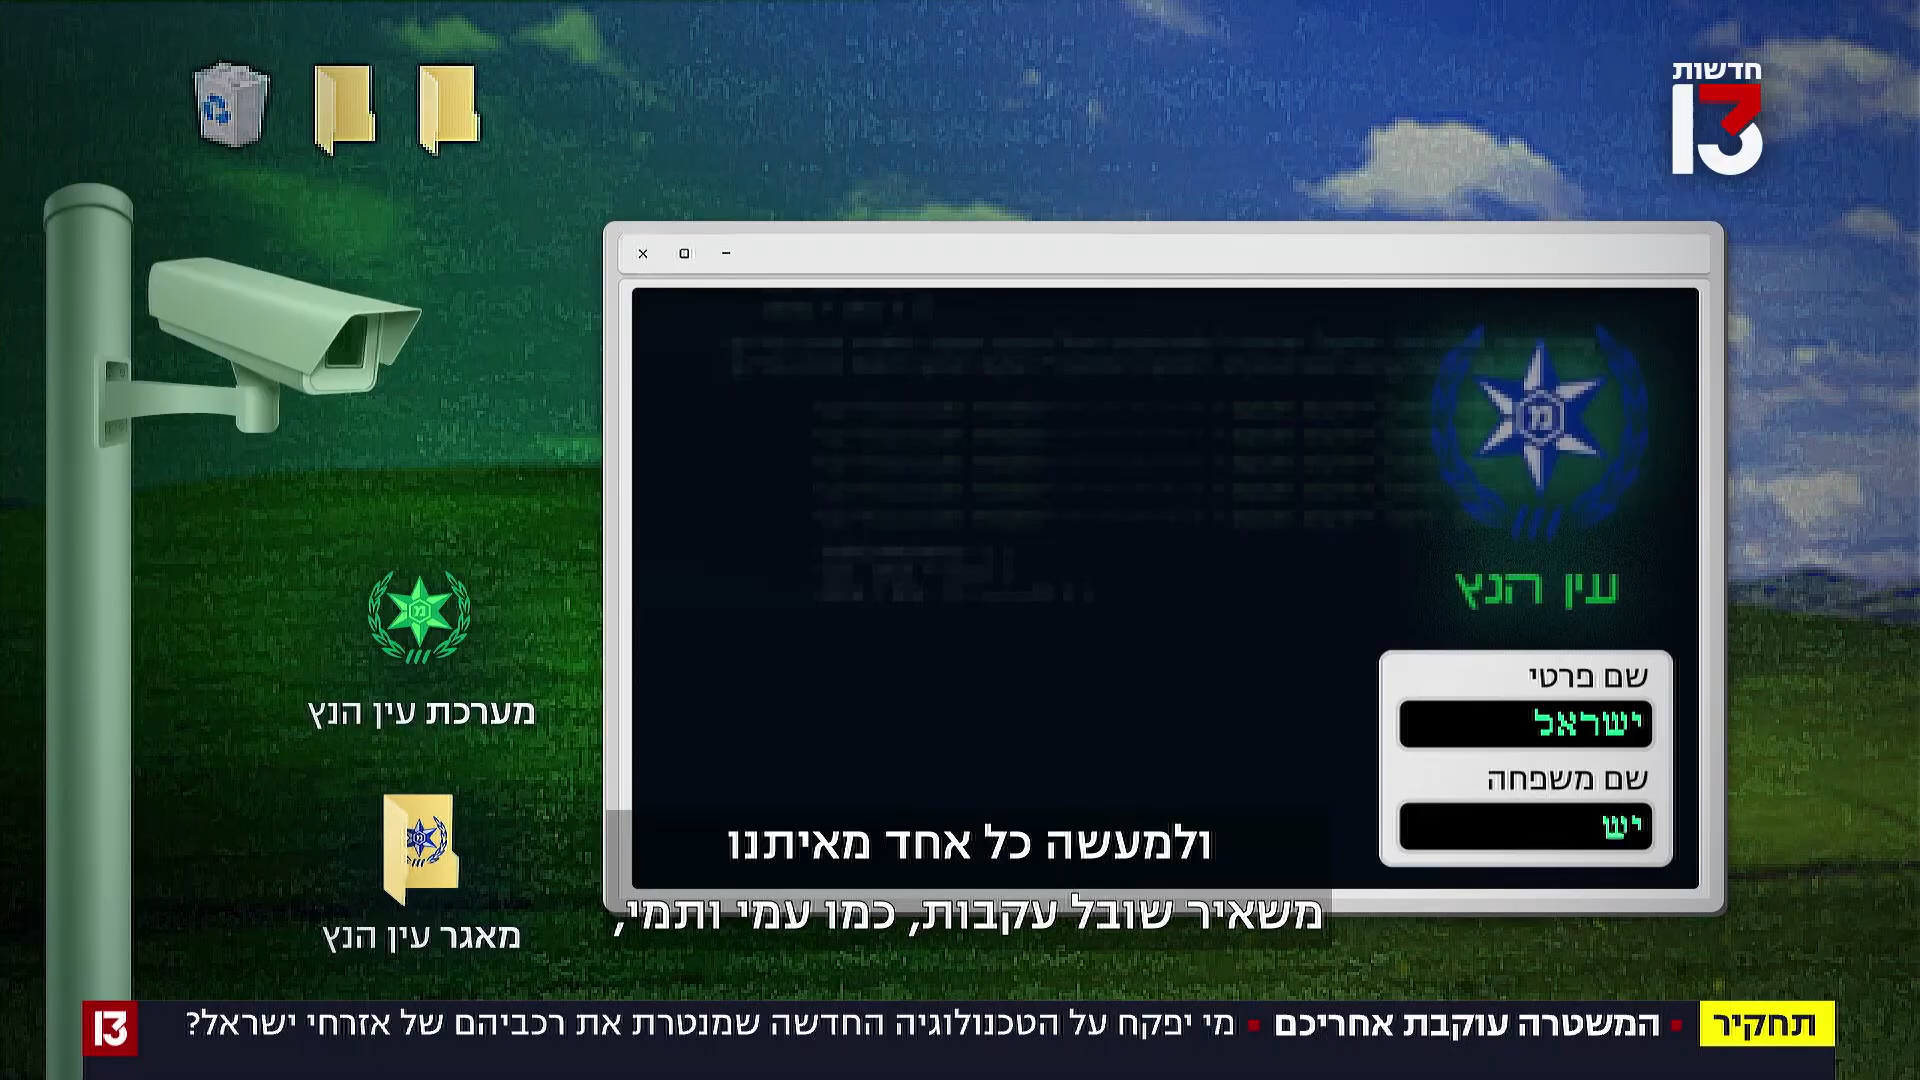 חדשות
13
עין הנץ
שם פרטי
ישראל
שם משפחה
יש
מערכת עין הנץ
מאגר עין הנץ
ולמעשה כל אחד מאיתנו
משאיר שובל עקבות, כמו עמי ותמי,
תחקיר ▪ המשטרה עוקבת אחריכם ▪ מי יפקח על הטכנולוגיה החדשה שמנטרת את רכביהם של אזרחי ישראל?
13